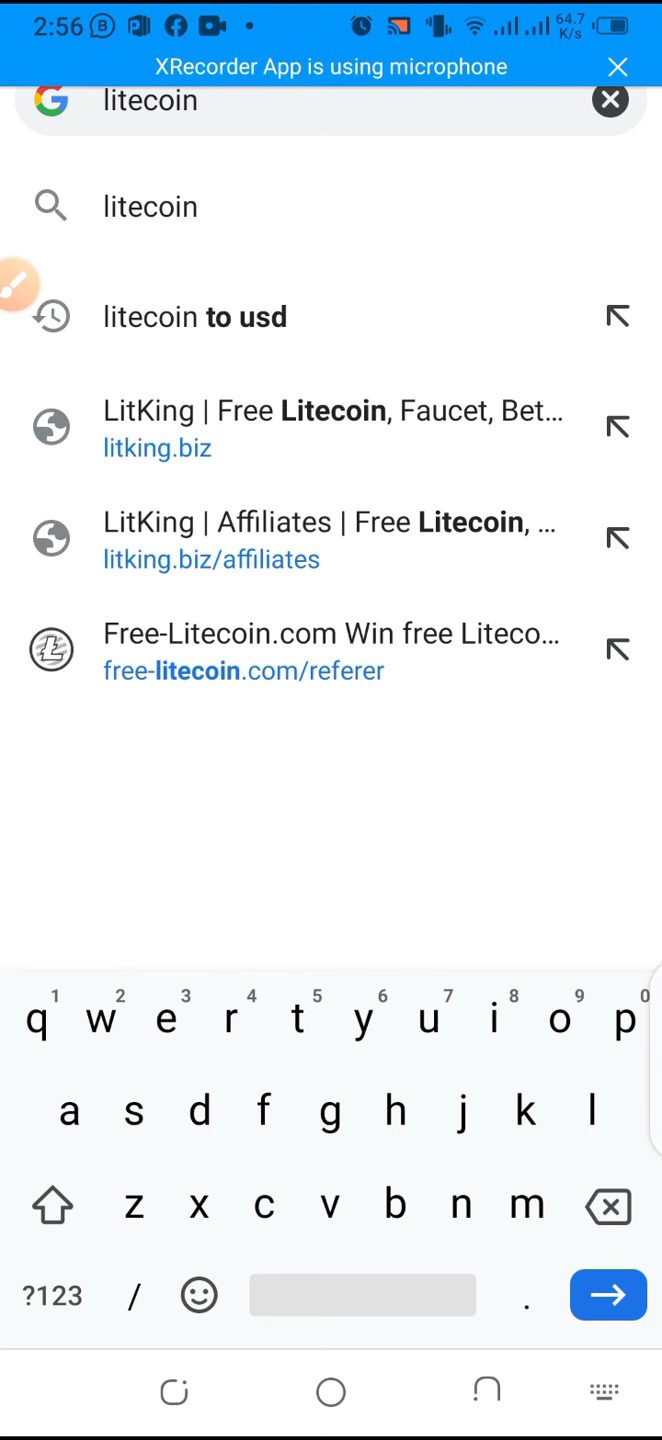 2:56 B 64.7 K/s
XRecorder App is using microphone
litecoin
litecoin
litecoin to usd
LitKing | Free Litecoin, Faucet, Bet...
litking.biz
LitKing | Affiliates | Free Litecoin, ...
litking.biz/affiliates
Free-Litecoin.com Win free Liteco...
free-litecoin.com/referer
1 2 3 4 5 6 7 8 9 0
q w e r t y u i o p
a s d f g h j k l
z x c v b n m
?123 / .